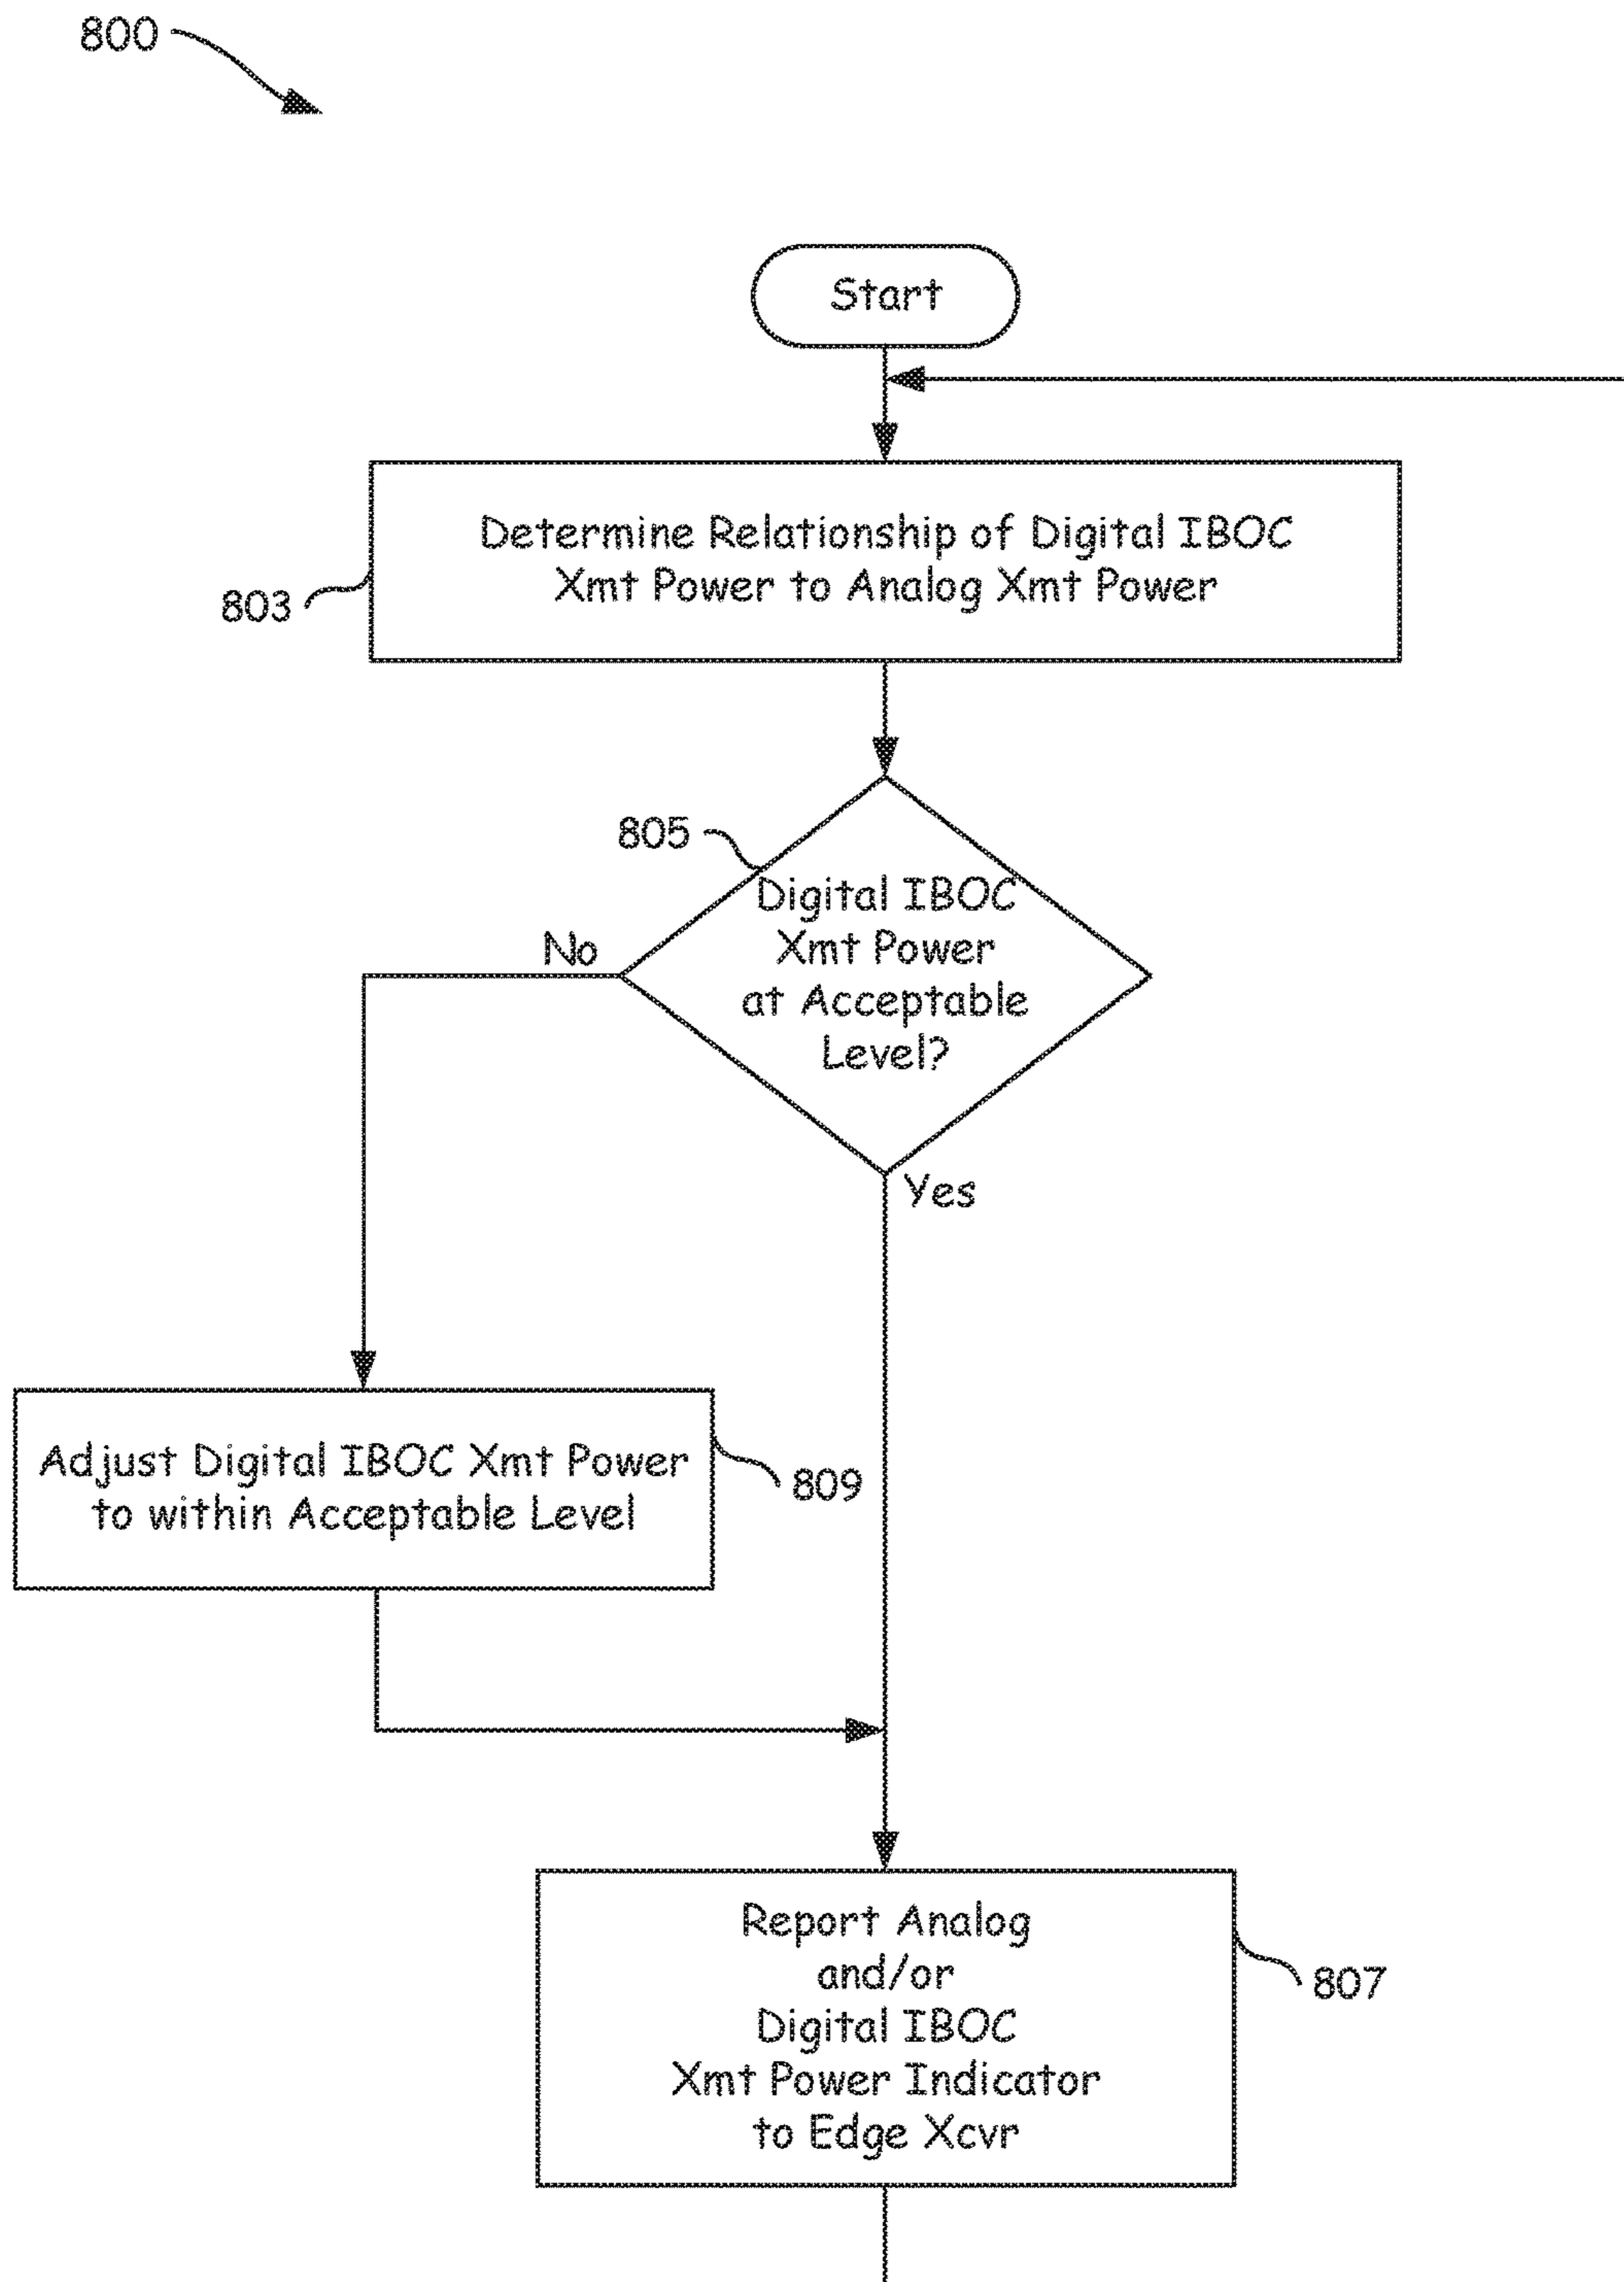 800
Start
Determine Relationship of Digital IBOC
Xmt Power to Analog Xmt Power
803
805
Digital IBOC
Xmt Power
at Acceptable
Level?
No
Yes
Adjust Digital IBOC Xmt Power
to within Acceptable Level
809
Report Analog
and/or
Digital IBOC
Xmt Power Indicator
to Edge Xcvr
807